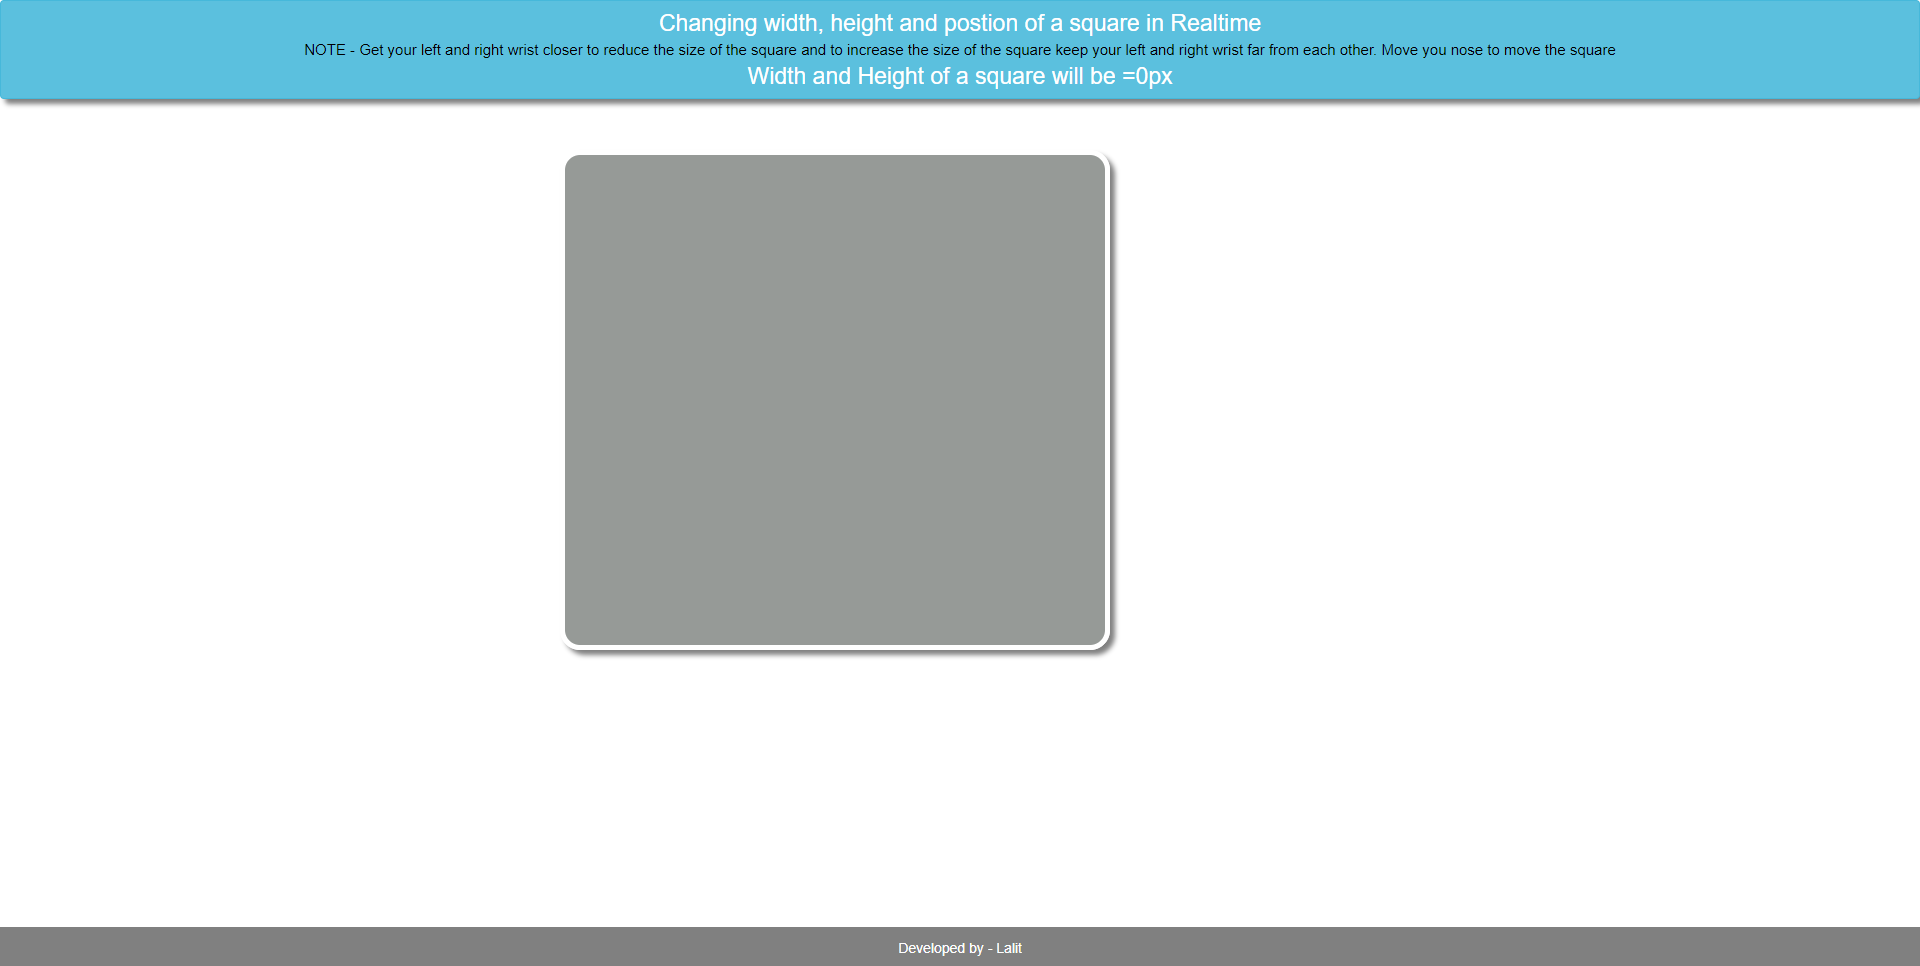 Changing width, height and postion of a square in Realtime
NOTE - Get your left and right wrist closer to reduce the size of the square and to increase the size of the square keep your left and right wrist far from each other. Move you nose to move the square
Width and Height of a square will be =0px
Developed by - Lalit